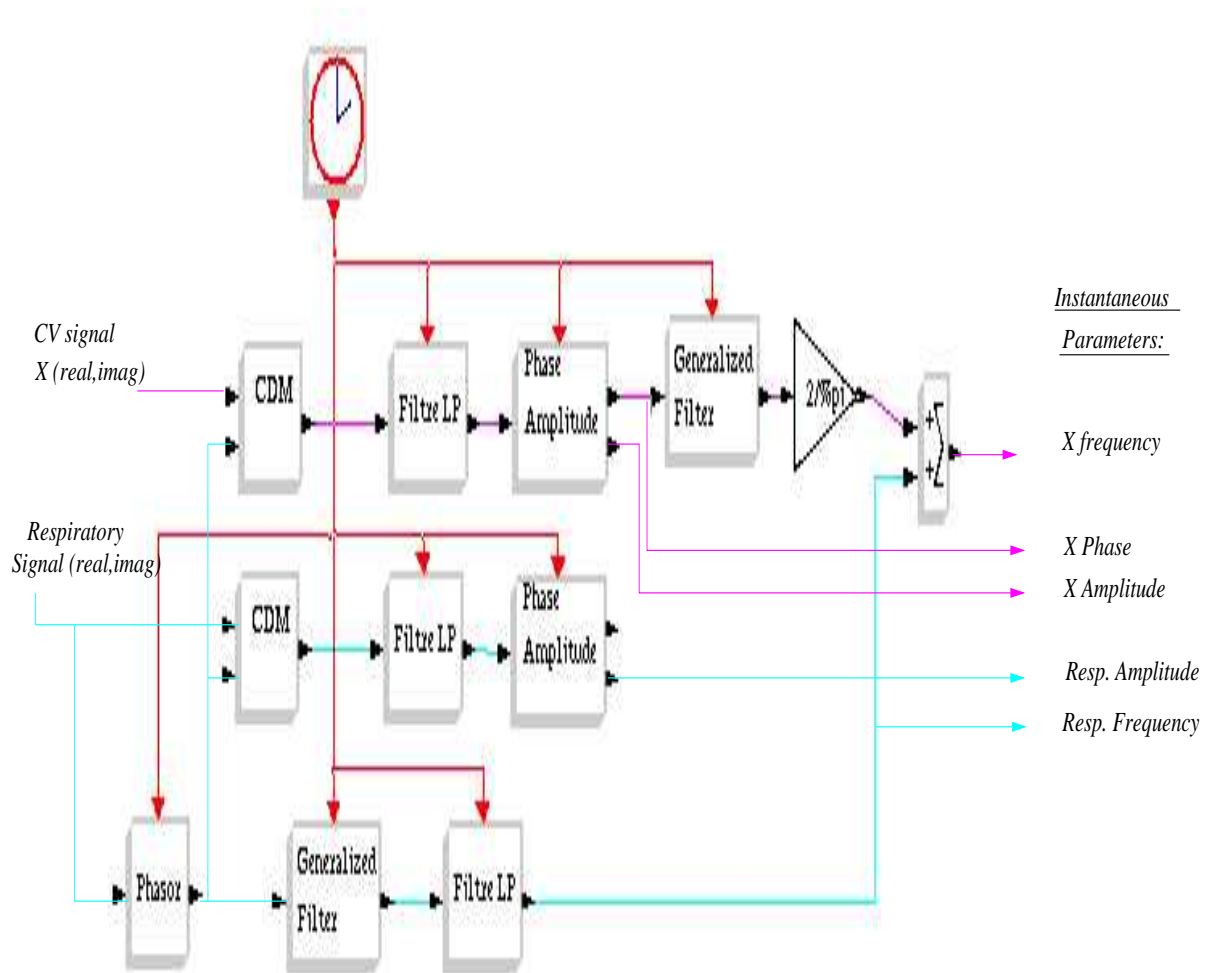 Instantaneous
Parameters:
CV signal
X (real,imag)
CDM
Filtre LP
Phase
Amplitude
Generalized
Filter
2/%pi
+
+
Σ
X frequency
Respiratory
Signal (real,imag)
X Phase
X Amplitude
CDM
Filtre LP
Phase
Amplitude
Resp. Amplitude
Resp. Frequency
Phasor
Generalized
Filter
Filtre LP